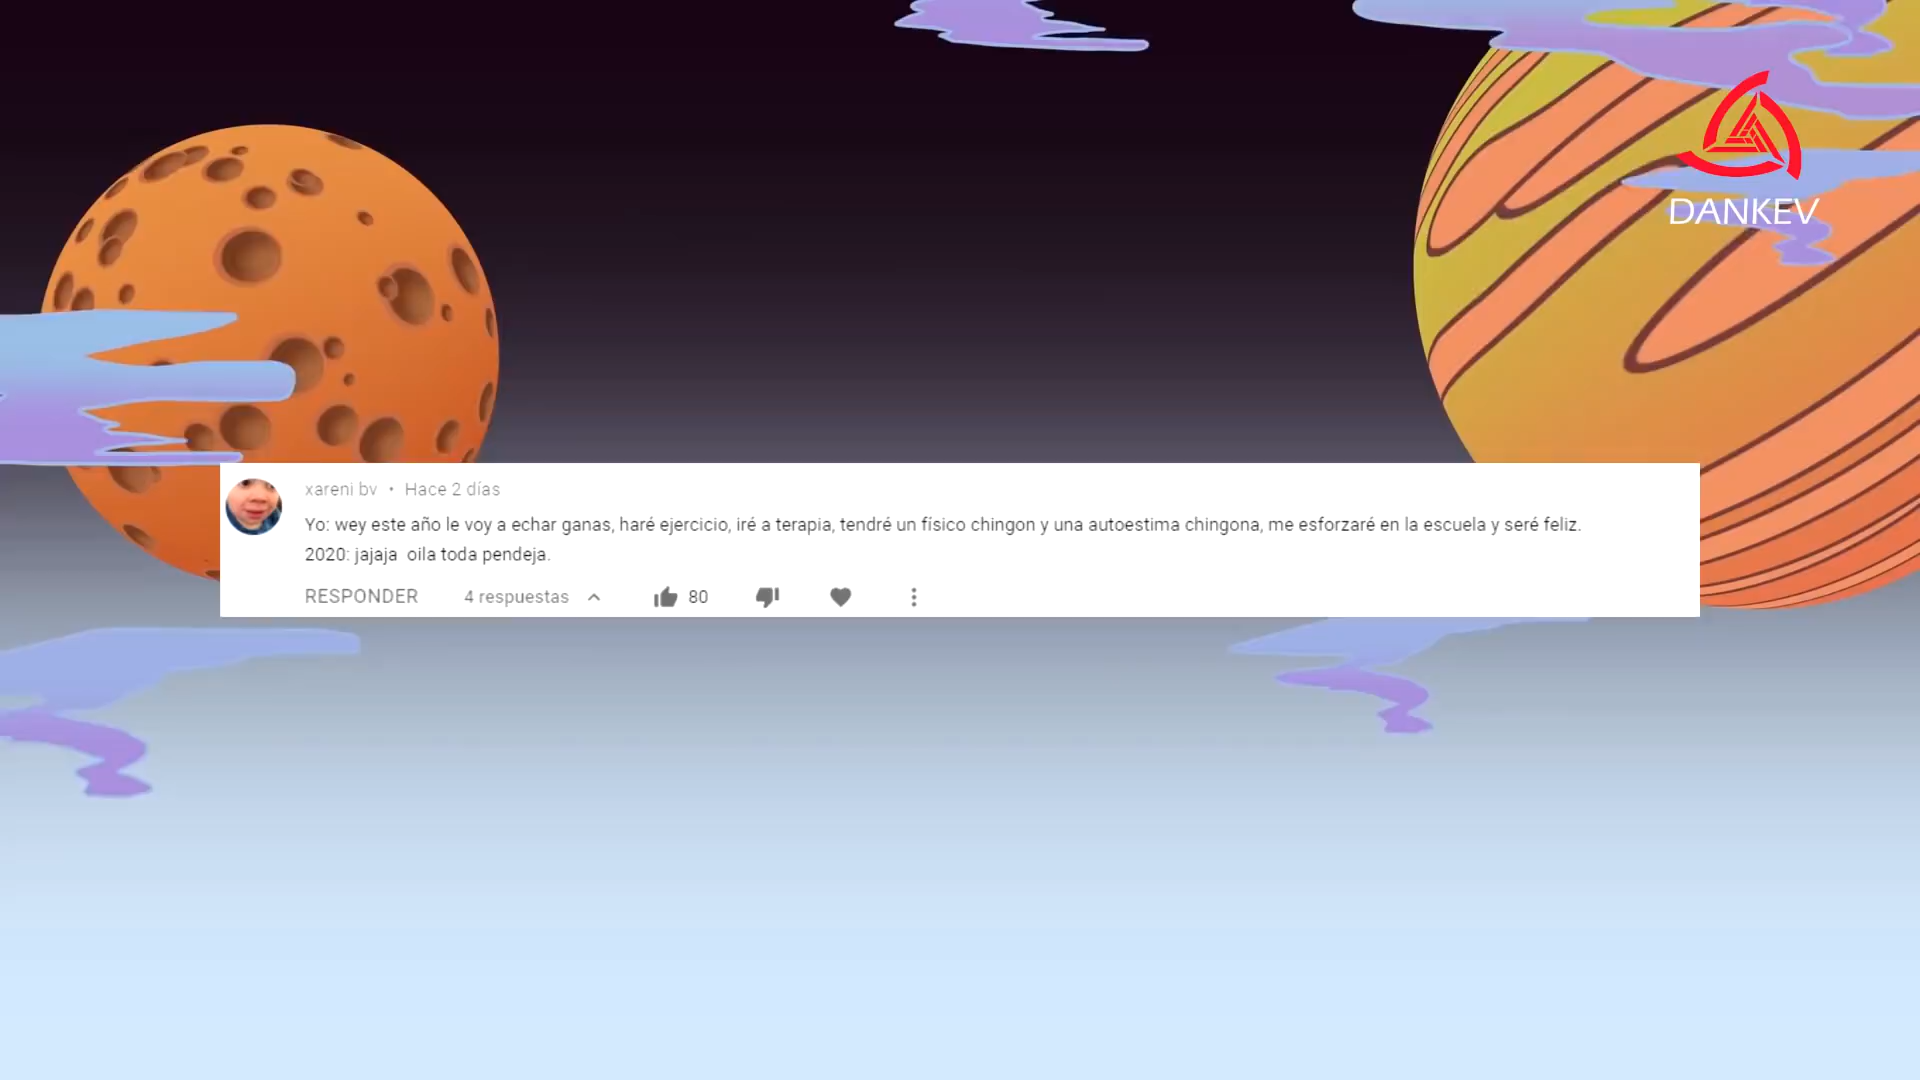 DANKEV
xareni bv • Hace 2 días
Yo: wey este año le voy a echar ganas, haré ejercicio, iré a terapia, tendré un físico chingon y una autoestima chingona, me esforzaré en la escuela y seré feliz.
2020: jajaja  oila toda pendeja.
RESPONDER 4 respuestas 80